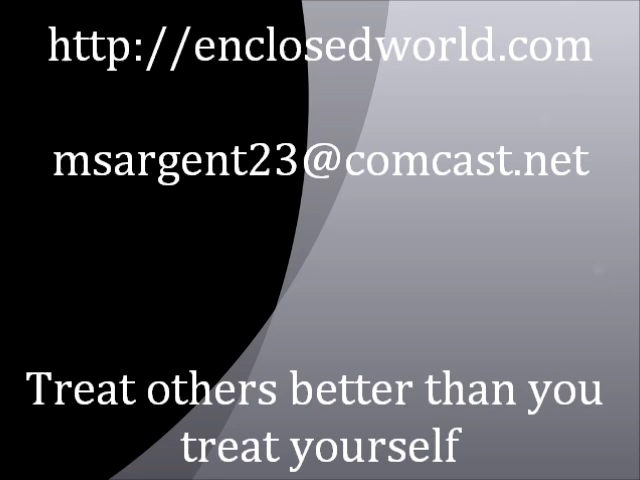 http://enclosedworld.com
msargent23@comcast.net
Treat others better than you
treat yourself